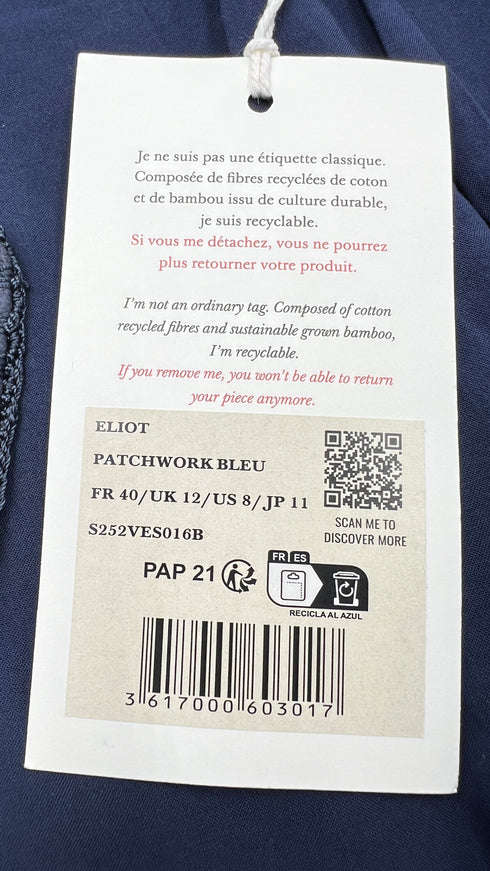 Je ne suis pas une étiquette classique.
Composée de fibres recyclées de coton
et de bambou issu de culture durable,
je suis recyclable.
Si vous me détachez, vous ne pourrez
plus retourner votre produit.
I'm not an ordinary tag. Composed of cotton
recycled fibres and sustainable grown bamboo,
I'm recyclable.
If you remove me, you won't be able to return
your piece anymore.
ELIOT
PATCHWORK BLEU
FR 40/UK 12/US 8/JP 11
S252VES016B
SCAN ME TO
DISCOVER MORE
PAP 21
FR ES
RECICLA AL AZUL
3 617000 603017